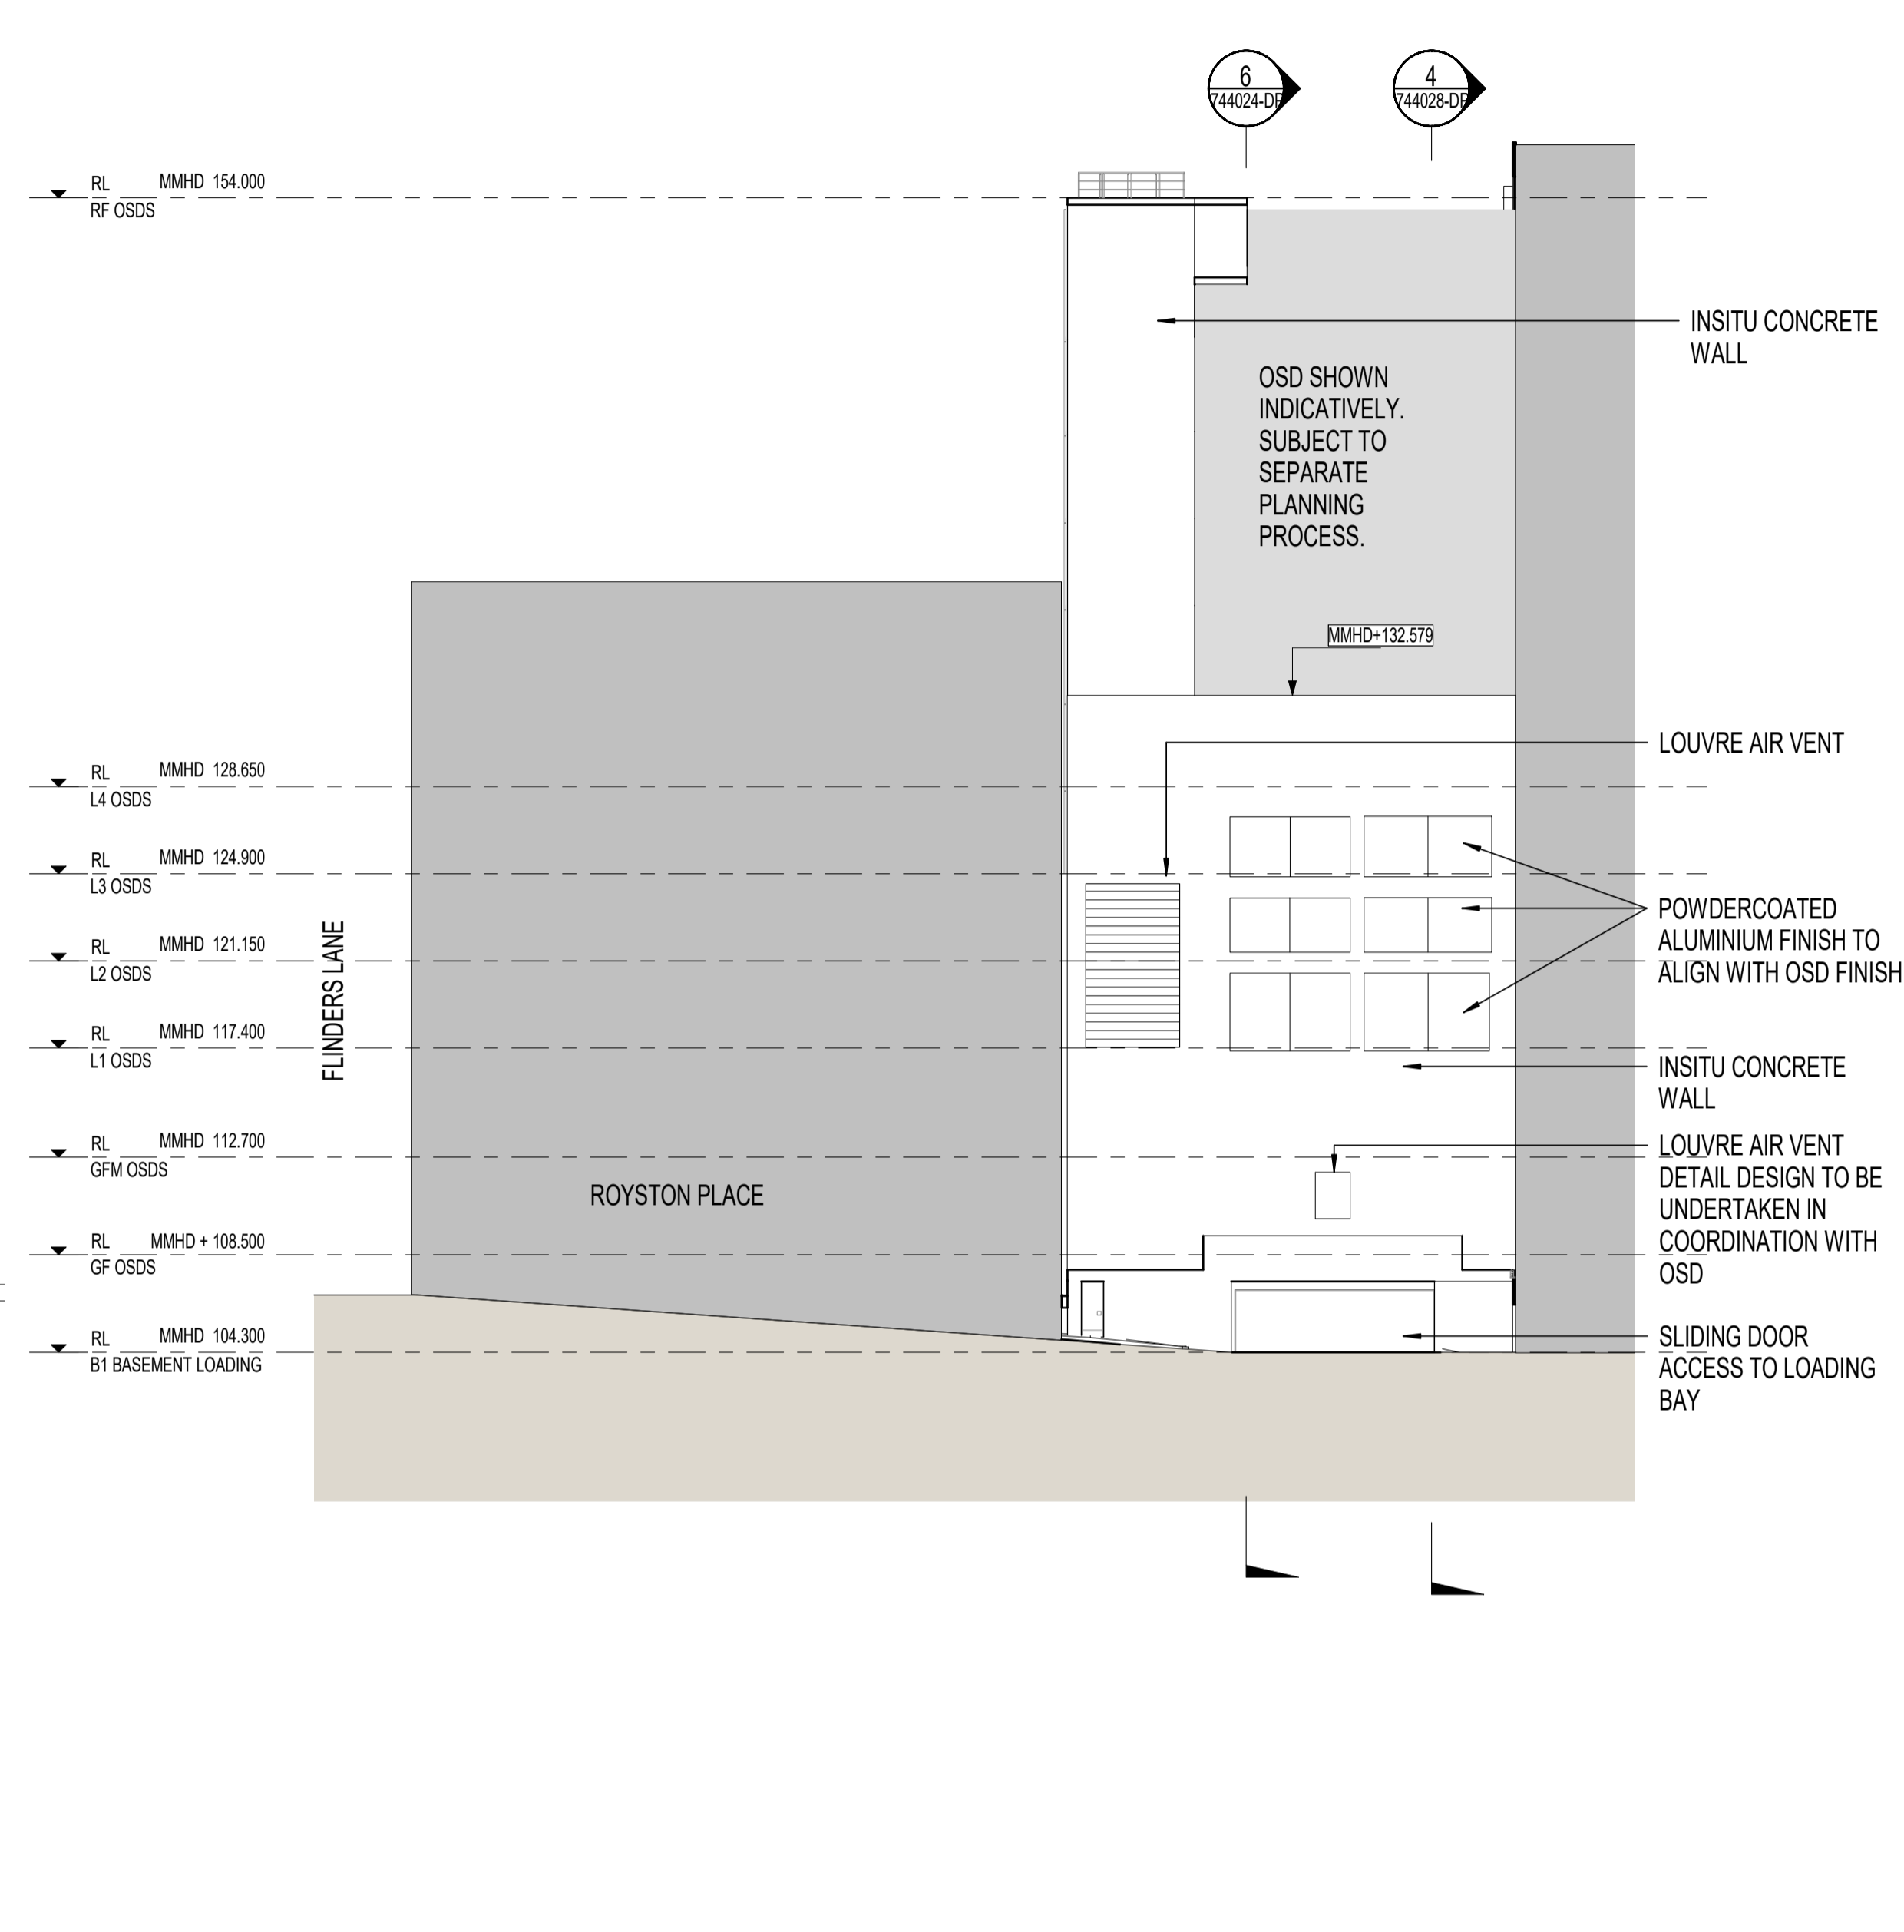 6
744024-DP
4
744028-DP
RL MMHD 154.000
RF OSDS
INSITU CONCRETE
WALL
OSD SHOWN
INDICATIVELY.
SUBJECT TO
SEPARATE
PLANNING
PROCESS.
MMHD+132.579
LOUVRE AIR VENT
RL MMHD 128.650
L4 OSDS
RL MMHD 124.900
L3 OSDS
POWDERCOATED
ALUMINIUM FINISH TO
ALIGN WITH OSD FINISH
RL MMHD 121.150
L2 OSDS
FLINDERS LANE
RL MMHD 117.400
L1 OSDS
INSITU CONCRETE
WALL
RL MMHD 112.700
GFM OSDS
LOUVRE AIR VENT
DETAIL DESIGN TO BE
UNDERTAKEN IN
COORDINATION WITH
OSD
ROYSTON PLACE
RL MMHD + 108.500
GF OSDS
RL MMHD 104.300
B1 BASEMENT LOADING
SLIDING DOOR
ACCESS TO LOADING
BAY